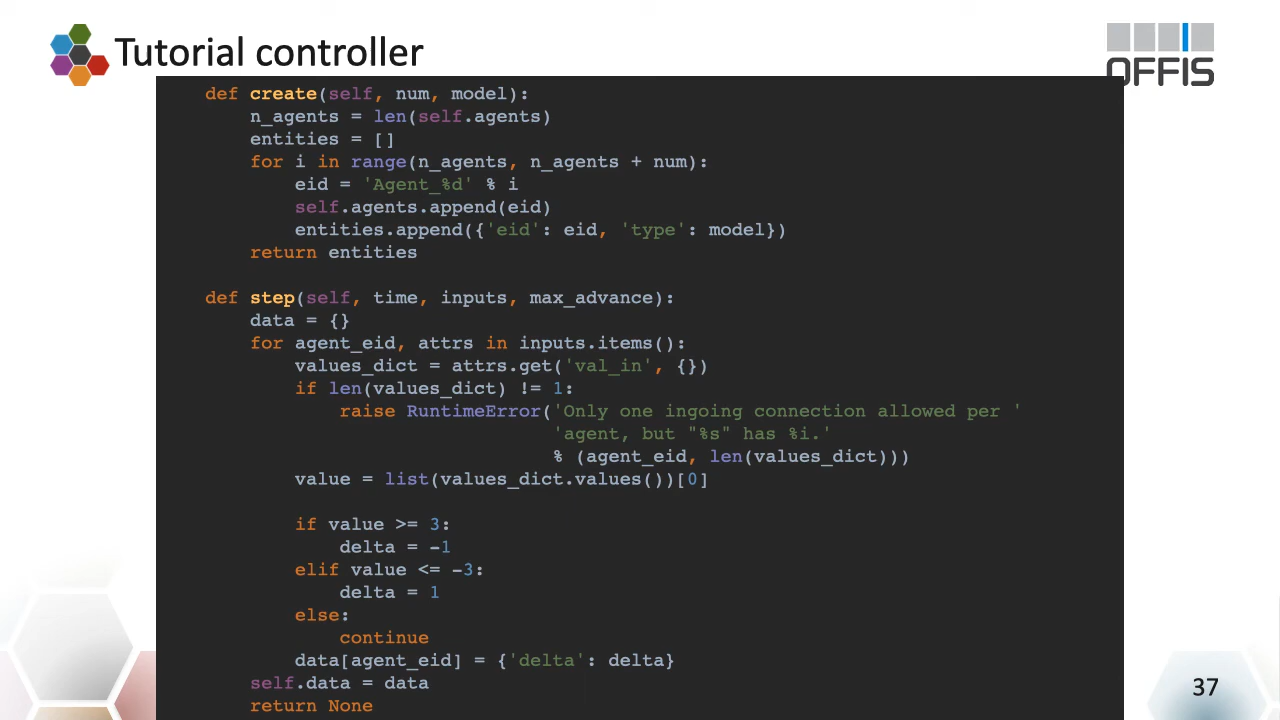 Tutorial controller
OFFIS
def create(self, num, model):
    n_agents = len(self.agents)
    entities = []
    for i in range(n_agents, n_agents + num):
        eid = 'Agent_%d' % i
        self.agents.append(eid)
        entities.append({'eid': eid, 'type': model})
    return entities
def step(self, time, inputs, max_advance):
    data = {}
    for agent_eid, attrs in inputs.items():
        values_dict = attrs.get('val_in', {})
        if len(values_dict) != 1:
            raise RuntimeError('Only one ingoing connection allowed per '
                               'agent, but "%s" has %i.'
                               % (agent_eid, len(values_dict)))
        value = list(values_dict.values())[0]
        if value >= 3:
            delta = -1
        elif value <= -3:
            delta = 1
        else:
            continue
        data[agent_eid] = {'delta': delta}
    self.data = data
    return None
37